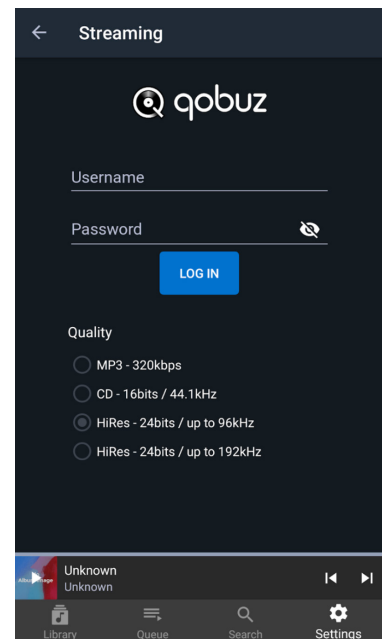 Streaming
qobuz
Username
Password
LOG IN
Quality
MP3 - 320kbps
CD - 16bits / 44.1kHz
HiRes - 24bits / up to 96kHz
HiRes - 24bits / up to 192kHz
Unknown
Unknown
Library Queue Search Settings